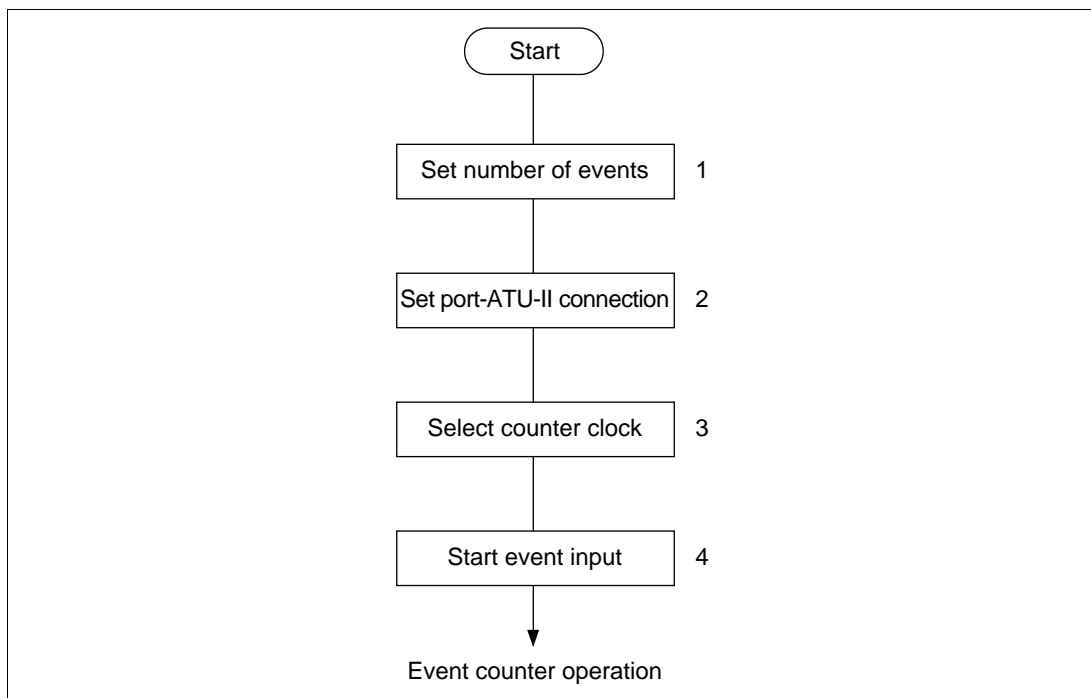 Start
Set number of events 1
Set port-ATU-II connection 2
Select counter clock 3
Start event input 4
Event counter operation